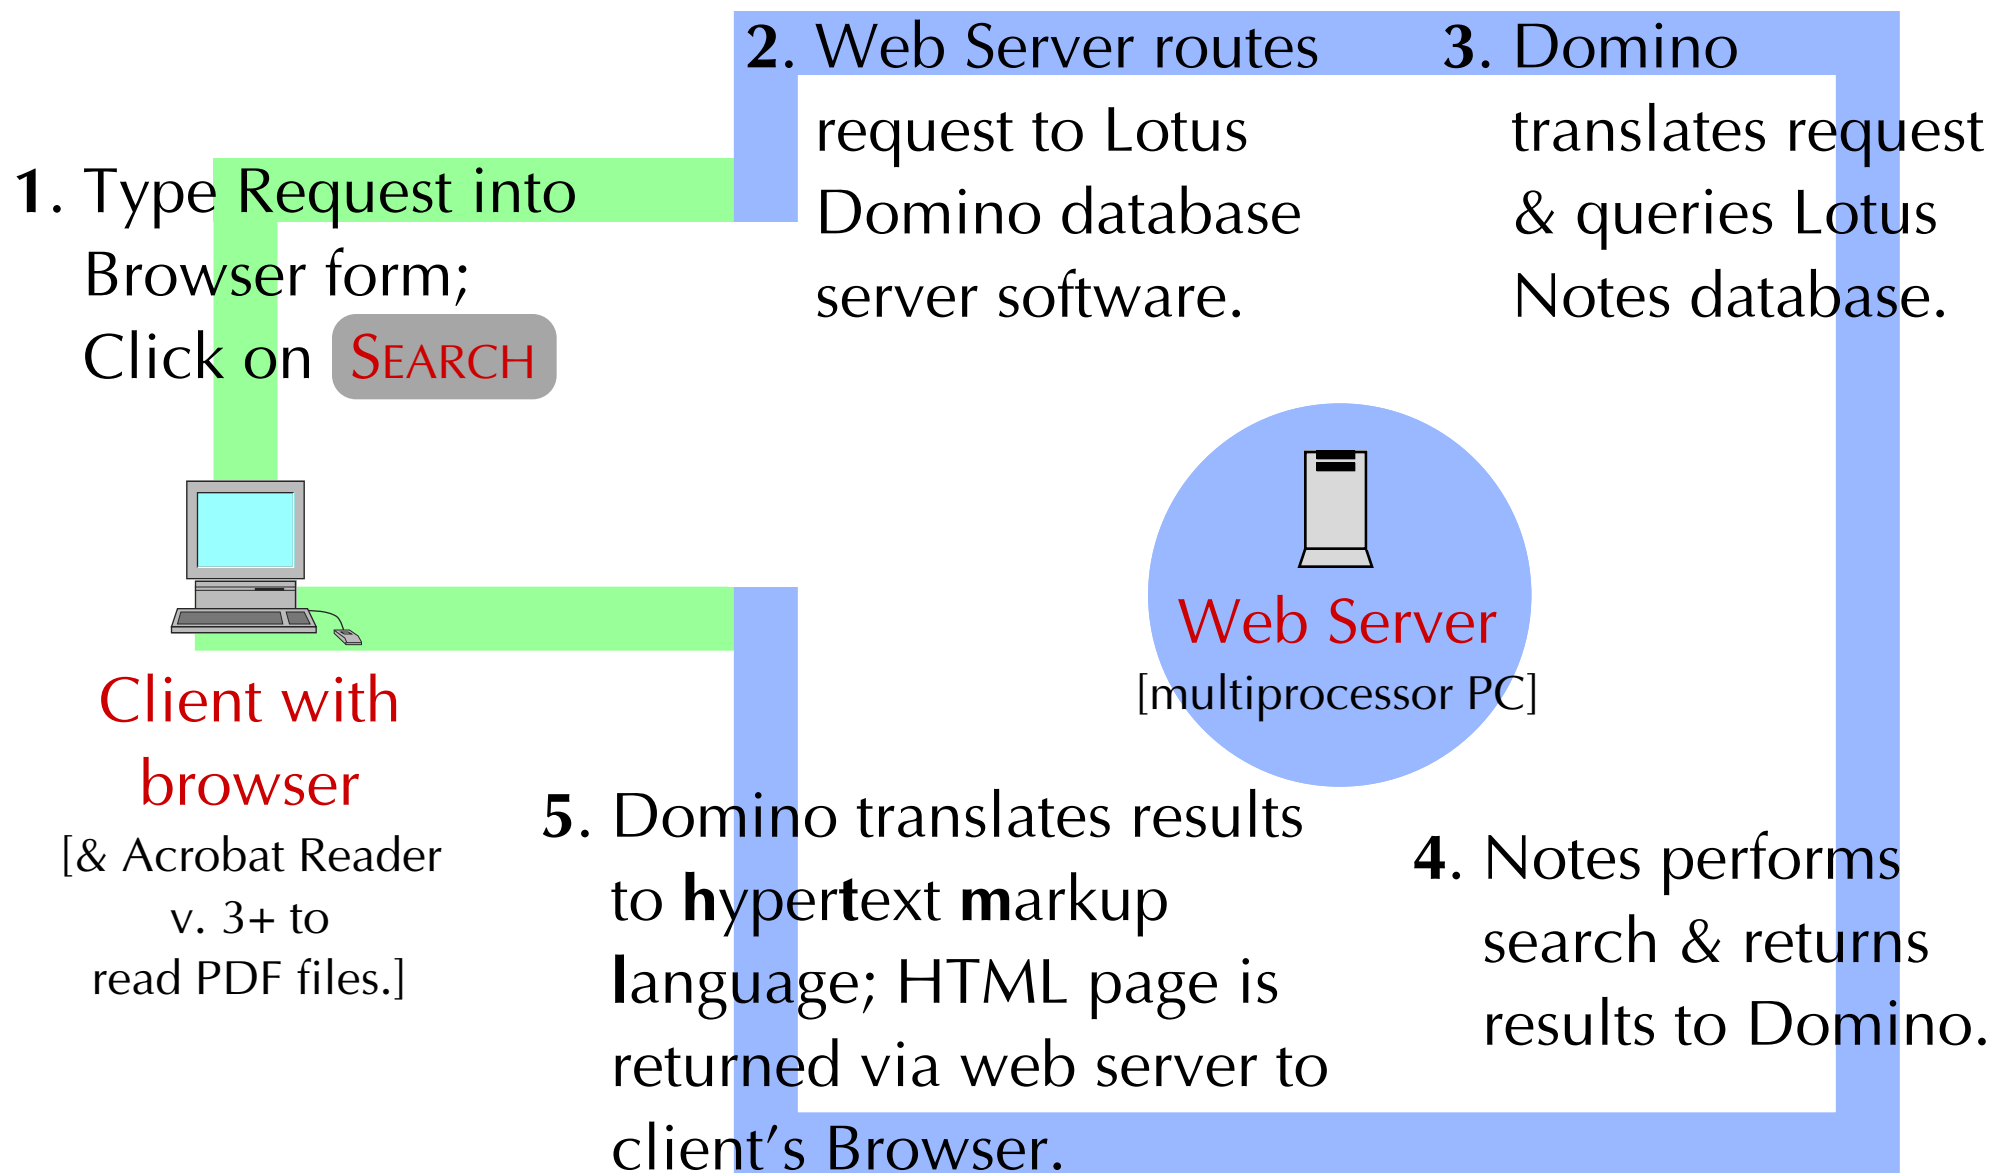 1. Type Request into
Browser form;
Click on SEARCH
2. Web Server routes
request to Lotus
Domino database
server software.
3. Domino
translates request
& queries Lotus
Notes database.
Web Server
[multiprocessor PC]
Client with
browser
[& Acrobat Reader
v. 3+ to
read PDF files.]
4. Notes performs
search & returns
results to Domino.
5. Domino translates results
to hypertext markup
language; HTML page is
returned via web server to
client’s Browser.